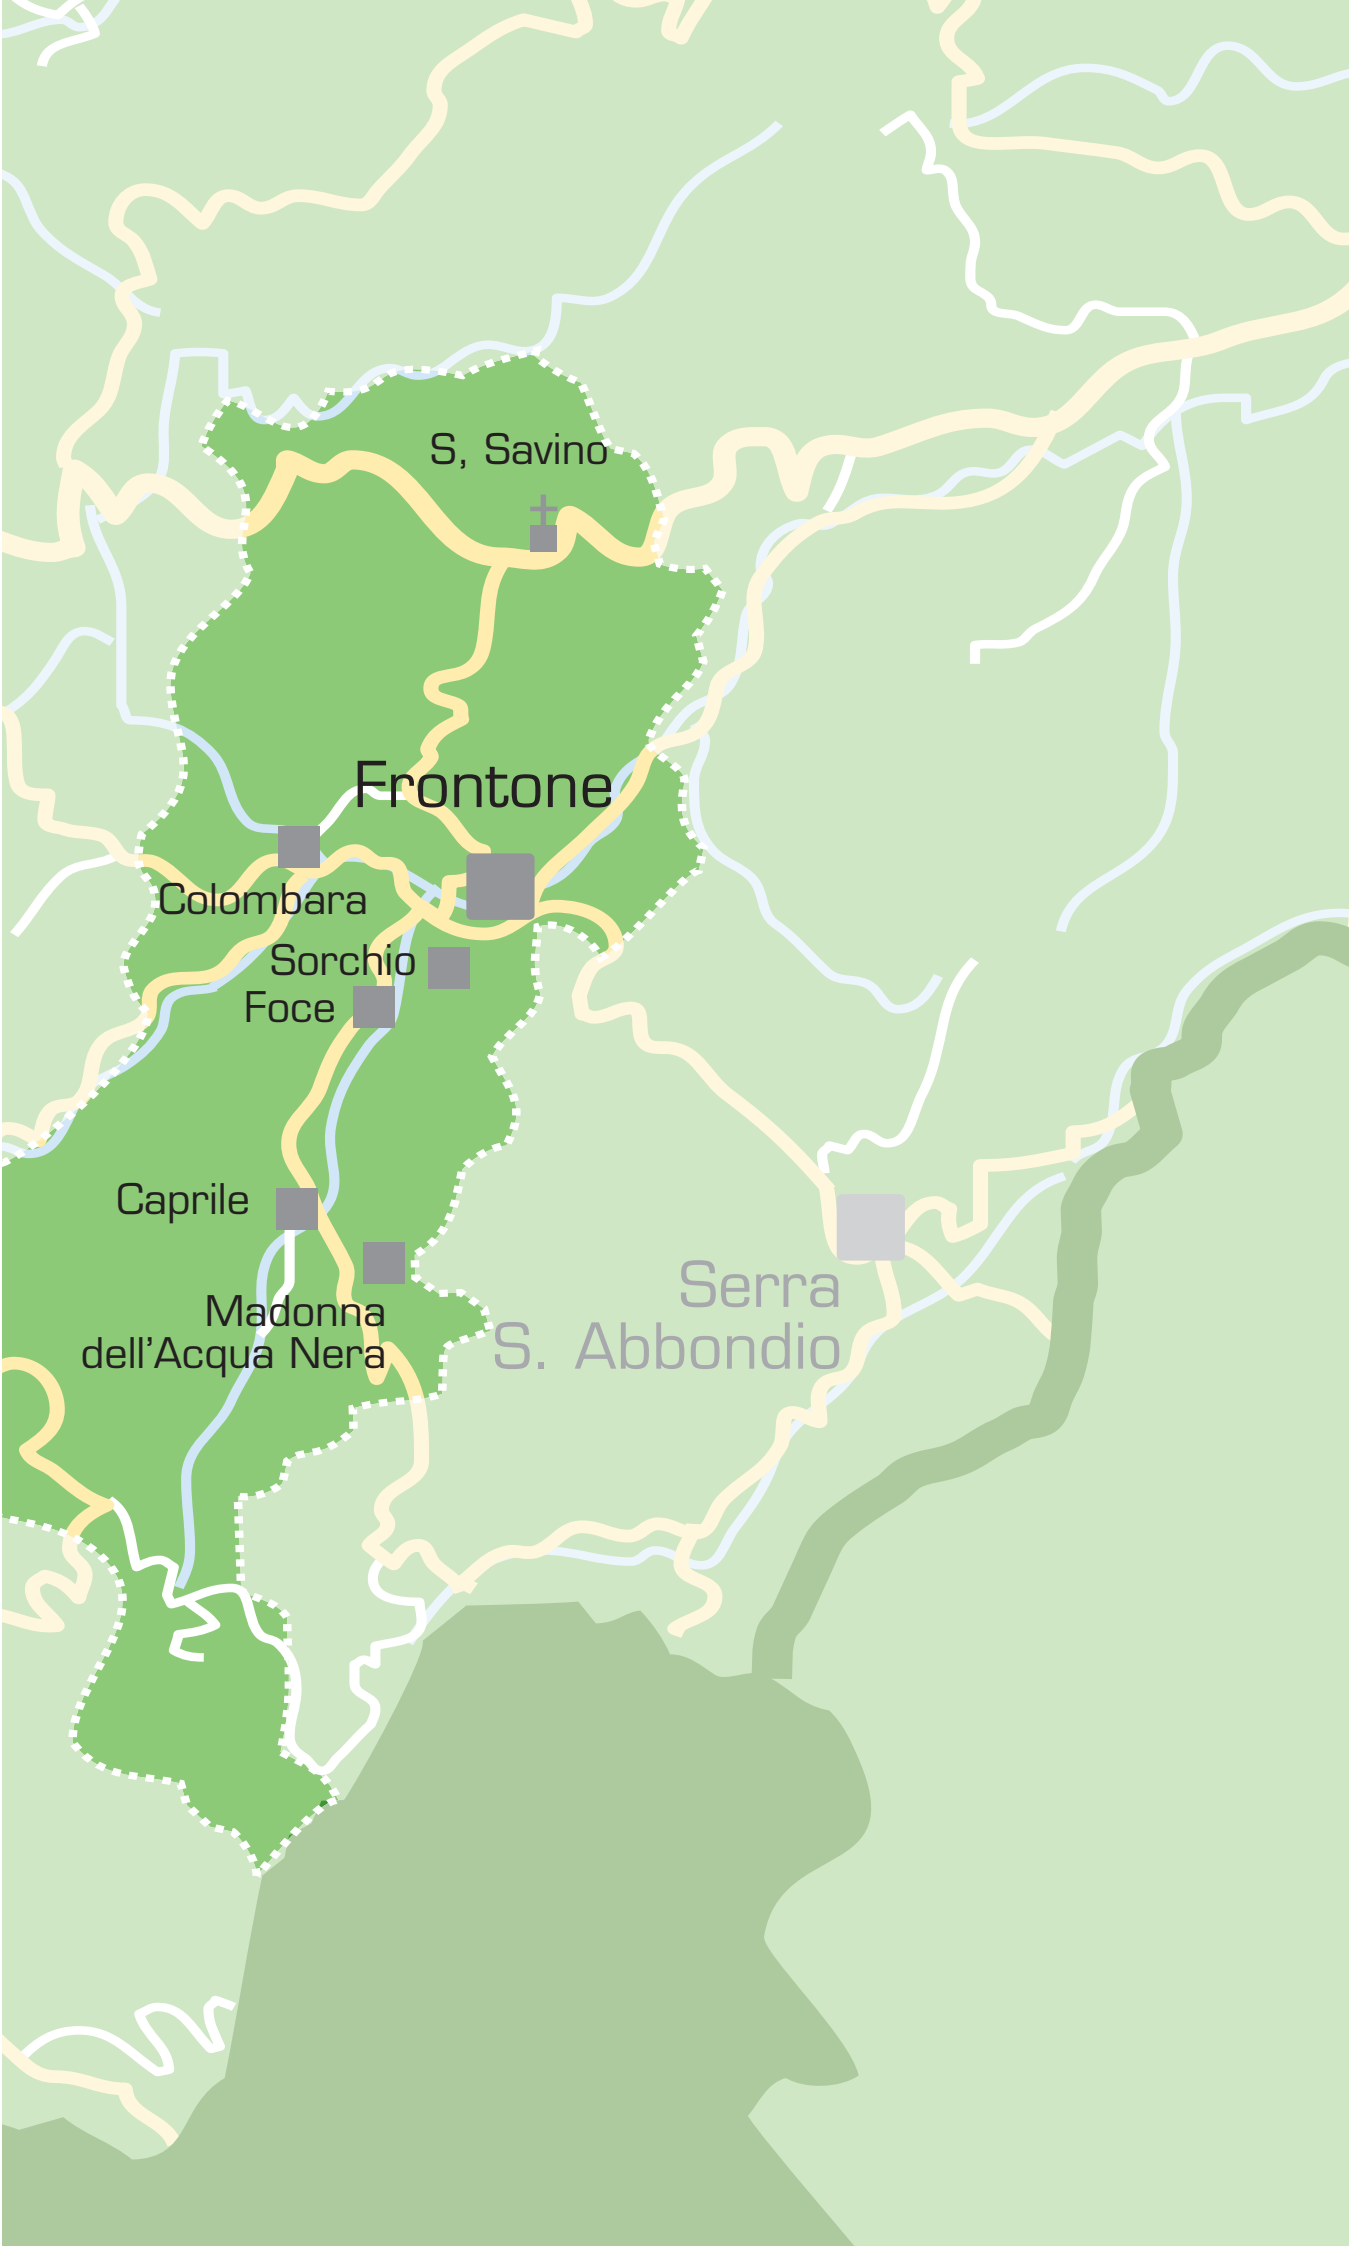 S, Savino
Frontone
Colombara
Sorchio
Foce
Caprile
Serra
S. Abbondio
Madonna
dell'Acqua Nera